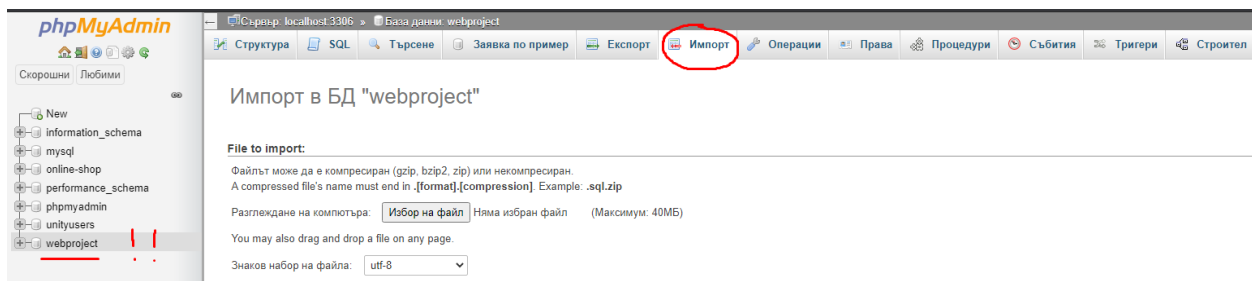 phpMyAdmin
Скорошни Любими
New
information_schema
mysql
online-shop
performance_schema
phpmyadmin
unityusers
webproject
Сървър: localhost:3306 » База данни: webproject
Структура SQL Търсене Заявка по пример Експорт Импорт Операции Права Процедури Събития Тригери Строител
Импорт в БД "webproject"
File to import:
Файлът може да е компресиран (gzip, bzip2, zip) или некомпресиран.
A compressed file's name must end in .[format].[compression]. Example: .sql.zip
Разглеждане на компютъра: Избор на файл Няма избран файл (Максимум: 40МБ)
You may also drag and drop a file on any page.
Знаков набор на файла: utf-8